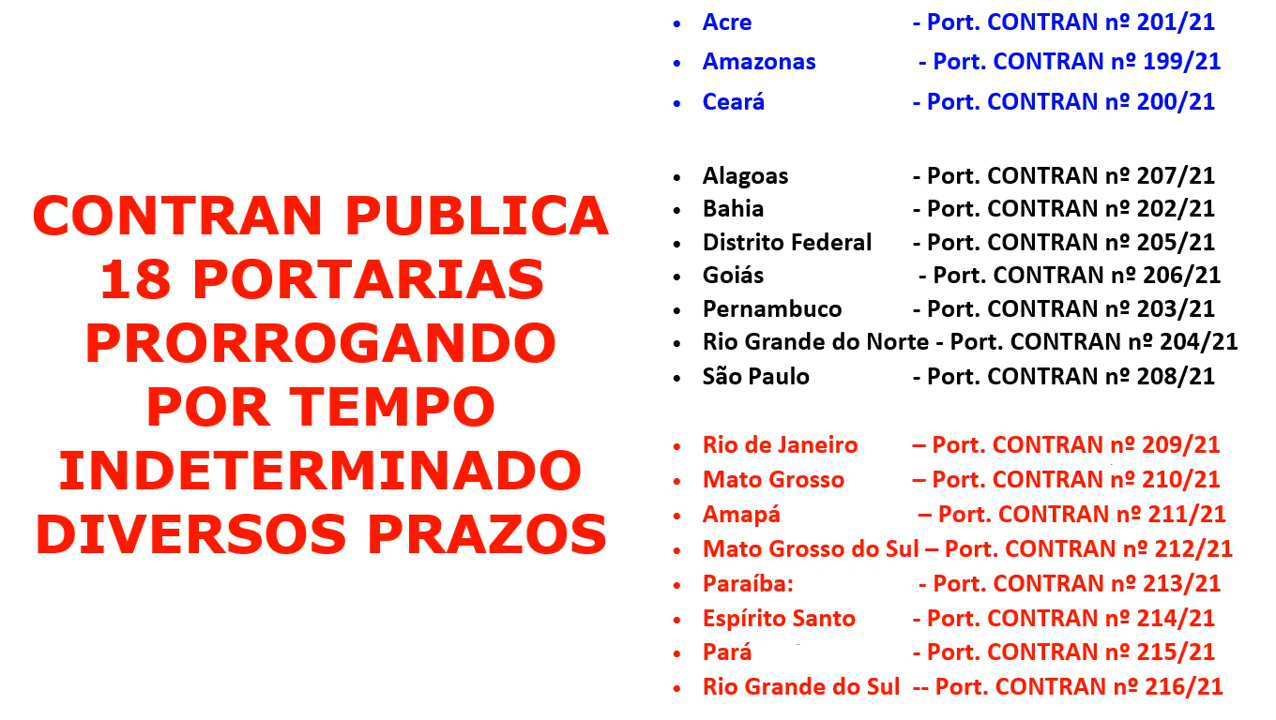 CONTRAN PUBLICA
18 PORTARIAS
PRORROGANDO
POR TEMPO
INDETERMINADO
DIVERSOS PRAZOS
• Acre - Port. CONTRAN nº 201/21
• Amazonas - Port. CONTRAN nº 199/21
• Ceará - Port. CONTRAN nº 200/21
• Alagoas - Port. CONTRAN nº 207/21
• Bahia - Port. CONTRAN nº 202/21
• Distrito Federal - Port. CONTRAN nº 205/21
• Goiás - Port. CONTRAN nº 206/21
• Pernambuco - Port. CONTRAN nº 203/21
• Rio Grande do Norte - Port. CONTRAN nº 204/21
• São Paulo - Port. CONTRAN nº 208/21
• Rio de Janeiro – Port. CONTRAN nº 209/21
• Mato Grosso – Port. CONTRAN nº 210/21
• Amapá – Port. CONTRAN nº 211/21
• Mato Grosso do Sul – Port. CONTRAN nº 212/21
• Paraíba: - Port. CONTRAN nº 213/21
• Espírito Santo - Port. CONTRAN nº 214/21
• Pará - Port. CONTRAN nº 215/21
• Rio Grande do Sul -- Port. CONTRAN nº 216/21